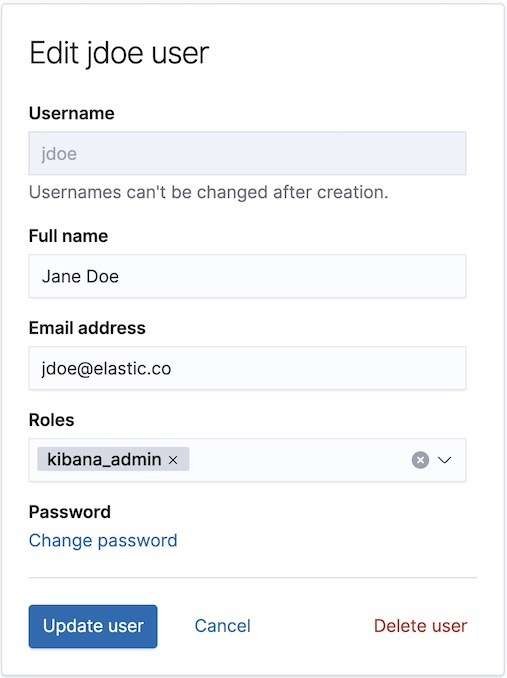 Edit jdoe user
Username
jdoe
Usernames can't be changed after creation.
Full name
Jane Doe
Email address
jdoe@elastic.co
Roles
kibana_admin ×
Password
Change password
Update user Cancel Delete user